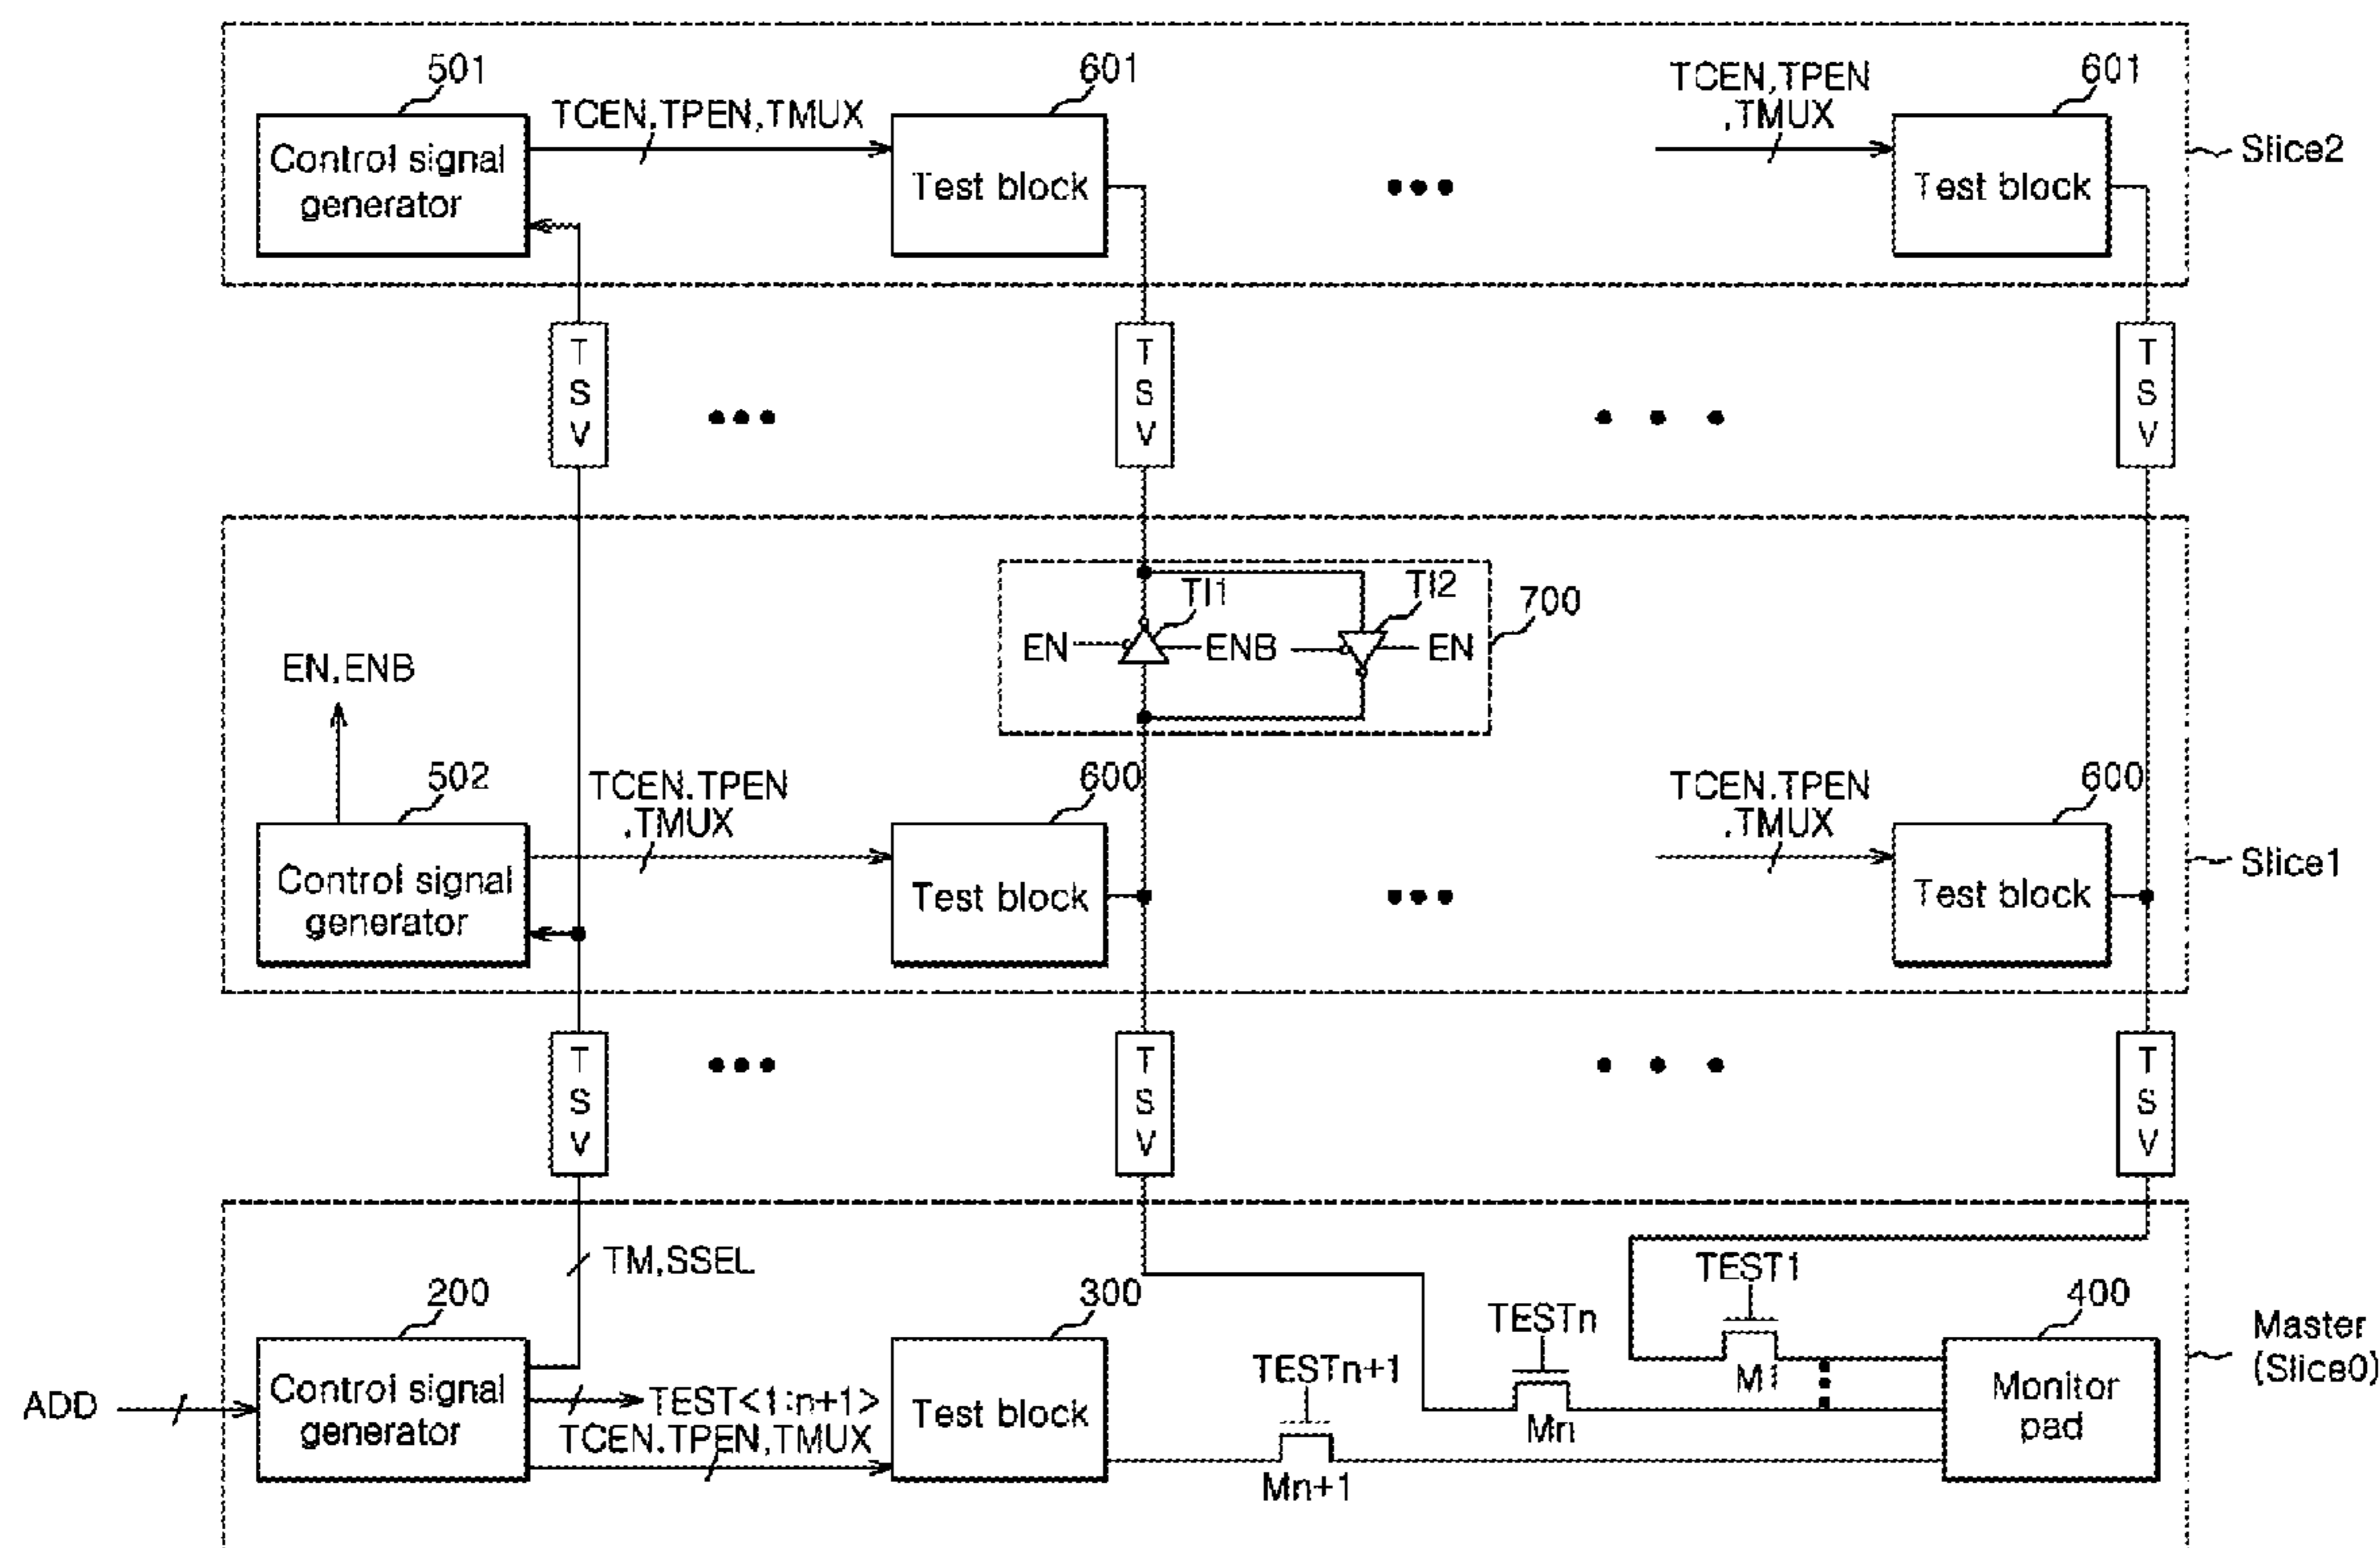 501
601
601
TCEN,TPEN,TMUX
TCEN,TPEN
,TMUX
Control signal
generator
Test block
Test block
Slice2
T
S
V
T
S
V
T
S
V
TI1
TI2
700
EN
ENB
EN
EN,ENB
502
600
600
TCEN.TPEN
,TMUX
TCEN.TPEN
,TMUX
Control signal
generator
Test block
Test block
Slice1
T
S
V
T
S
V
T
S
V
TM,SSEL
TEST1
200
300
TESTn
400
Master
(Slice0)
TESTn+1
M1
ADD
Control signal
generator
TEST<1:n+1>
TCEN.TPEN,TMUX
Test block
Mn
Mn+1
Monitor
pad